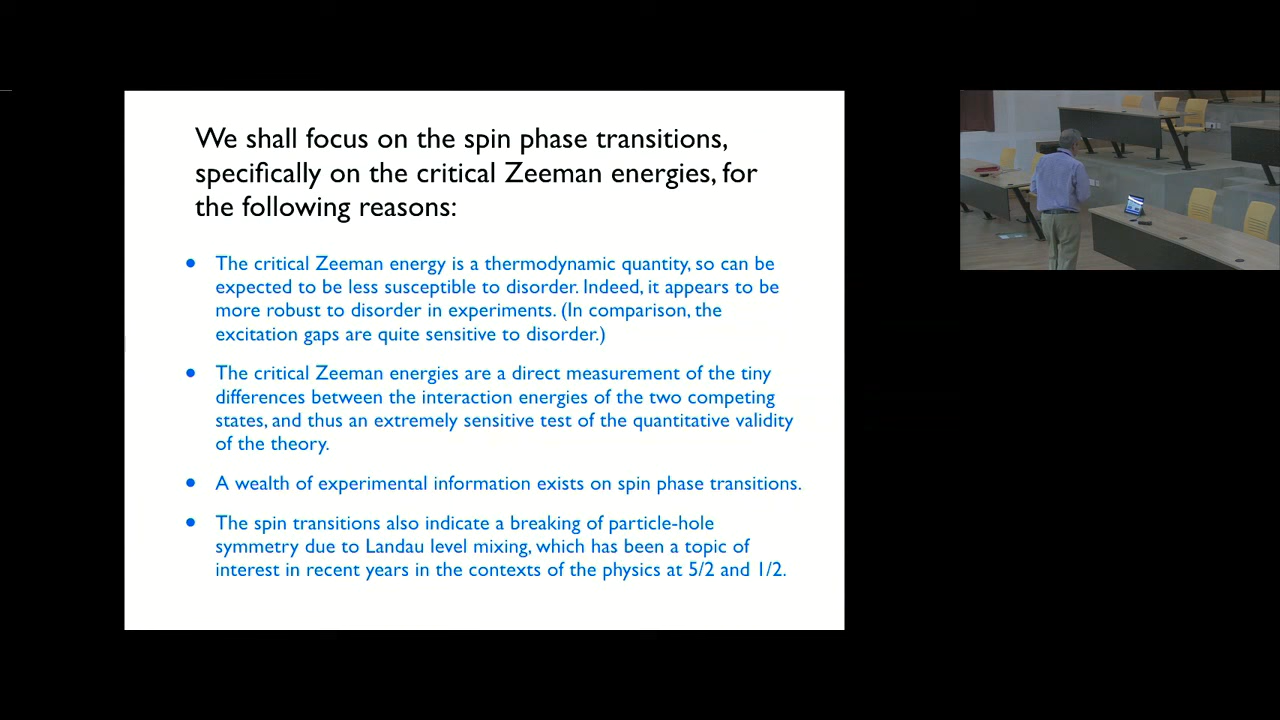 We shall focus on the spin phase transitions,
specifically on the critical Zeeman energies, for
the following reasons:
• The critical Zeeman energy is a thermodynamic quantity, so can be
expected to be less susceptible to disorder. Indeed, it appears to be
more robust to disorder in experiments. (In comparison, the
excitation gaps are quite sensitive to disorder.)
• The critical Zeeman energies are a direct measurement of the tiny
differences between the interaction energies of the two competing
states, and thus an extremely sensitive test of the quantitative validity
of the theory.
• A wealth of experimental information exists on spin phase transitions.
• The spin transitions also indicate a breaking of particle-hole
symmetry due to Landau level mixing, which has been a topic of
interest in recent years in the contexts of the physics at 5/2 and 1/2.